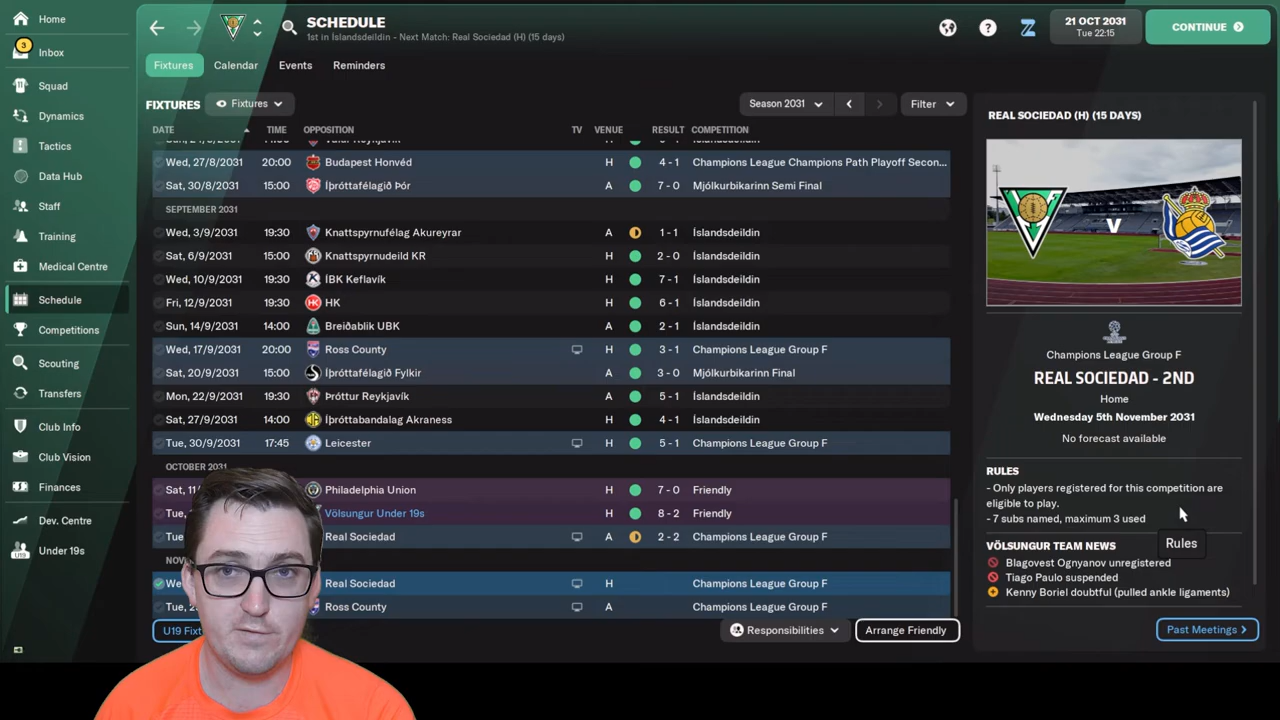 Home
SCHEDULE
1st in Íslandsdeildin - Next Match: Real Sociedad (H) (15 days)
21 OCT 2031
Tue 22:15
CONTINUE
3
Inbox
Squad
Dynamics
Tactics
Data Hub
Staff
Training
Medical Centre
Schedule
Competitions
Scouting
Transfers
Club Info
Club Vision
Finances
Dev. Centre
Under 19s
Fixtures Calendar Events Reminders
FIXTURES Fixtures Season 2031 Filter
DATE TIME OPPOSITION TV VENUE RESULT COMPETITION
Wed, 27/8/2031 20:00 Budapest Honvéd H 4 - 1 Champions League Champions Path Playoff Secon...
Sat, 30/8/2031 15:00 Íþróttafélagið Þór A 7 - 0 Mjólkurbikarinn Semi Final
SEPTEMBER 2031
Wed, 3/9/2031 19:30 Knattspyrnufélag Akureyrar A 1 - 1 Íslandsdeildin
Sat, 6/9/2031 15:00 Knattspyrnudeild KR H 2 - 0 Íslandsdeildin
Wed, 10/9/2031 19:30 ÍBK Keflavík H 7 - 1 Íslandsdeildin
Fri, 12/9/2031 19:30 HK H 6 - 1 Íslandsdeildin
Sun, 14/9/2031 14:00 Breiðablik UBK A 2 - 1 Íslandsdeildin
Wed, 17/9/2031 20:00 Ross County H 3 - 1 Champions League Group F
Sat, 20/9/2031 15:00 Íþróttafélagið Fylkir A 3 - 0 Mjólkurbikarinn Final
Mon, 22/9/2031 19:30 Þróttur Reykjavík A 5 - 1 Íslandsdeildin
Sat, 27/9/2031 14:00 Íþróttabandalag Akraness H 4 - 1 Íslandsdeildin
Tue, 30/9/2031 17:45 Leicester H 5 - 1 Champions League Group F
OCTOBER 2031
Sat, 11/ Philadelphia Union H 7 - 0 Friendly
Tue, Völsungur Under 19s H 8 - 2 Friendly
Tue Real Sociedad A 2 - 2 Champions League Group F
NOV
We Real Sociedad H Champions League Group F
Tue, Ross County A Champions League Group F
U19 Fix Responsibilities Arrange Friendly
REAL SOCIEDAD (H) (15 DAYS)
V
Champions League Group F
REAL SOCIEDAD - 2ND
Home
Wednesday 5th November 2031
No forecast available
RULES
- Only players registered for this competition are
eligible to play.
- 7 subs named, maximum 3 used
Rules
VÖLSUNGUR TEAM NEWS
Blagovest Ognyanov unregistered
Tiago Paulo suspended
Kenny Boriel doubtful (pulled ankle ligaments)
Past Meetings